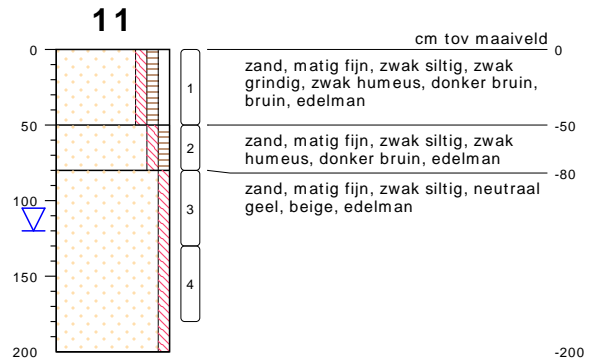 11
cm tov maaiveld
0
0
zand, matig fijn, zwak siltig, zwak
grindig, zwak humeus, donker bruin,
bruin, edelman
1
50
-50
zand, matig fijn, zwak siltig, zwak
humeus, donker bruin, edelman
2
-80
zand, matig fijn, zwak siltig, neutraal
geel, beige, edelman
100
3
150
4
200
-200